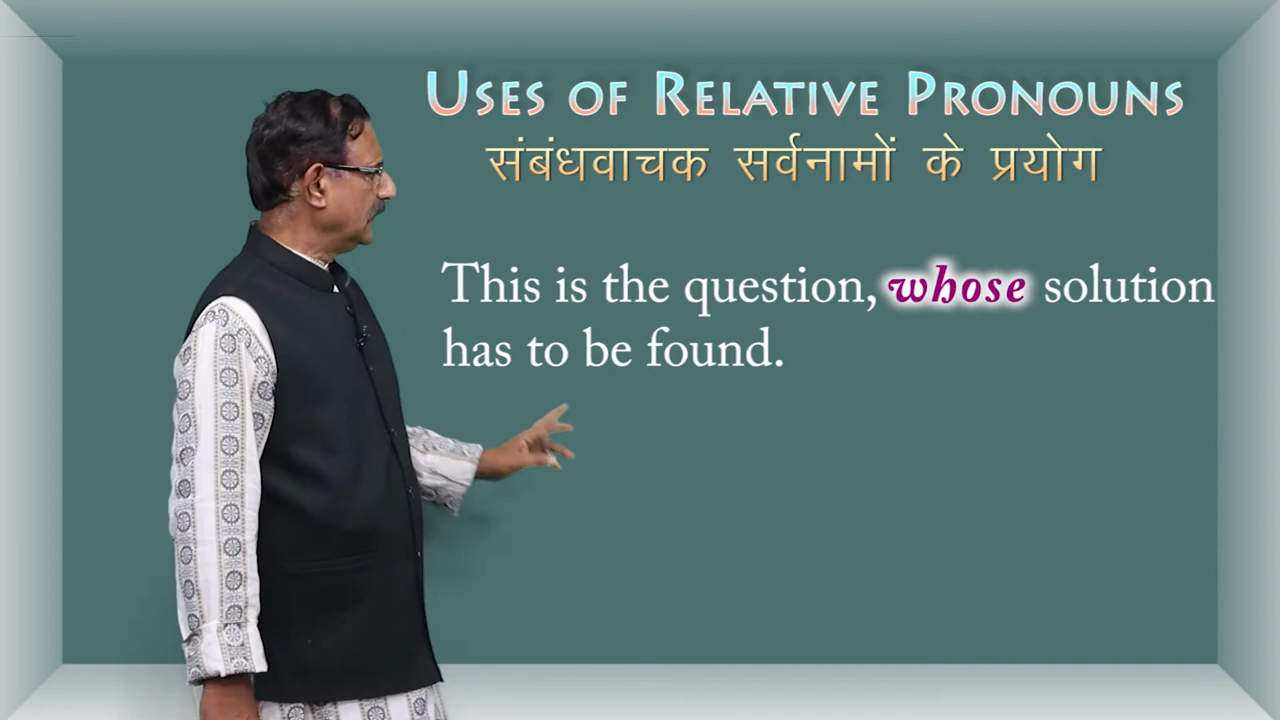 Uses of Relative Pronouns
संबंधवाचक सर्वनामों के प्रयोग
This is the question, whose solution
has to be found.